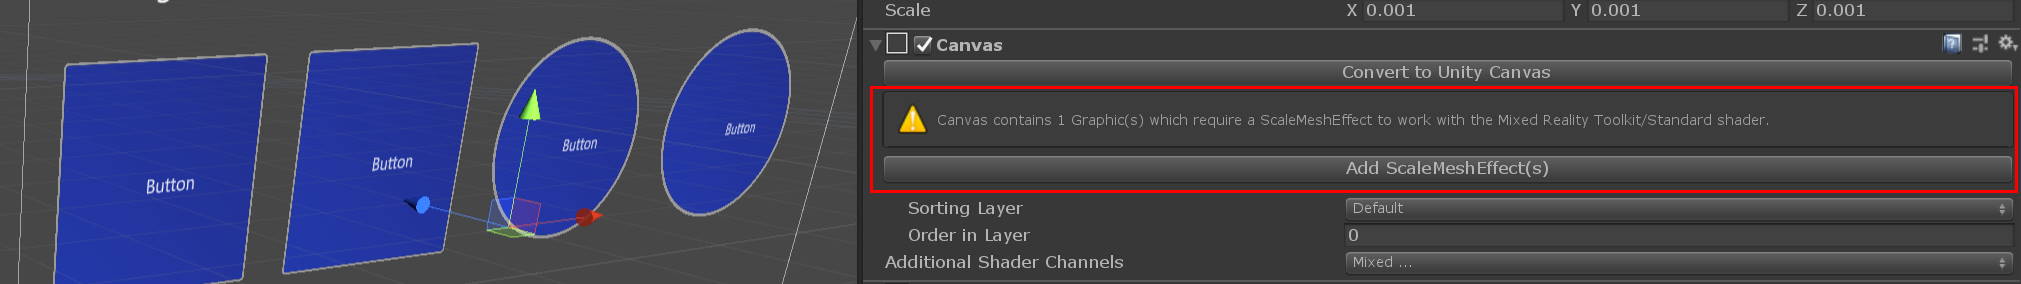 Button
Button
Button
Button
Scale X 0.001 Y 0.001 Z 0.001
Canvas
Convert to Unity Canvas
Canvas contains 1 Graphic(s) which require a ScaleMeshEffect to work with the Mixed Reality Toolkit/Standard shader.
Add ScaleMeshEffect(s)
Sorting Layer Default
Order in Layer 0
Additional Shader Channels Mixed ...